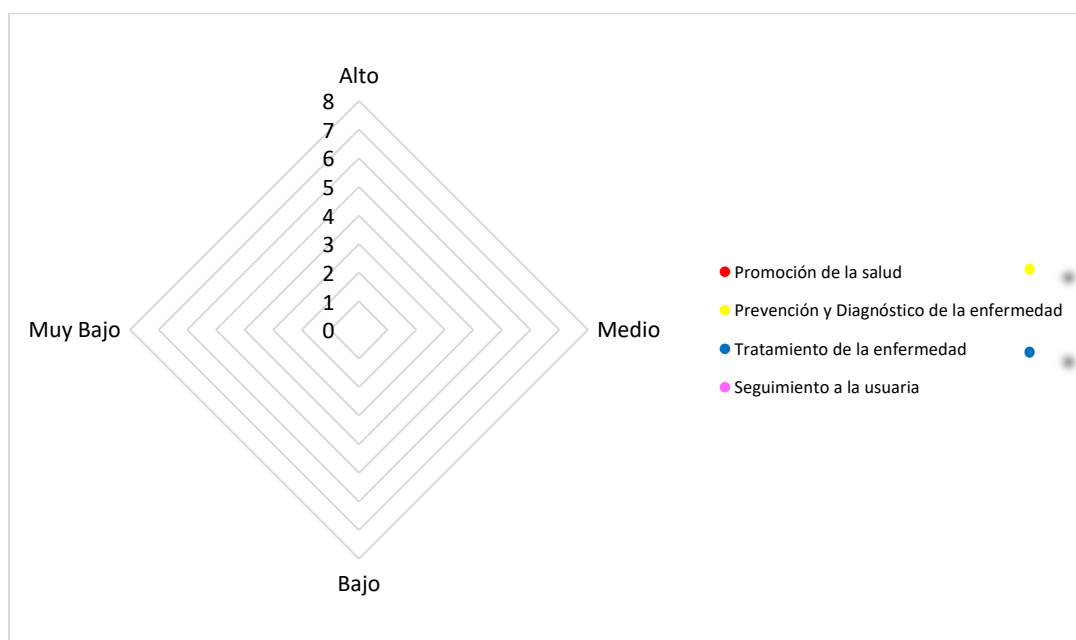 Alto
8
7
6
5
4
3
2
1
0
Muy Bajo
Medio
Bajo
Promoción de la salud
Prevención y Diagnóstico de la enfermedad
Tratamiento de la enfermedad
Seguimiento a la usuaria